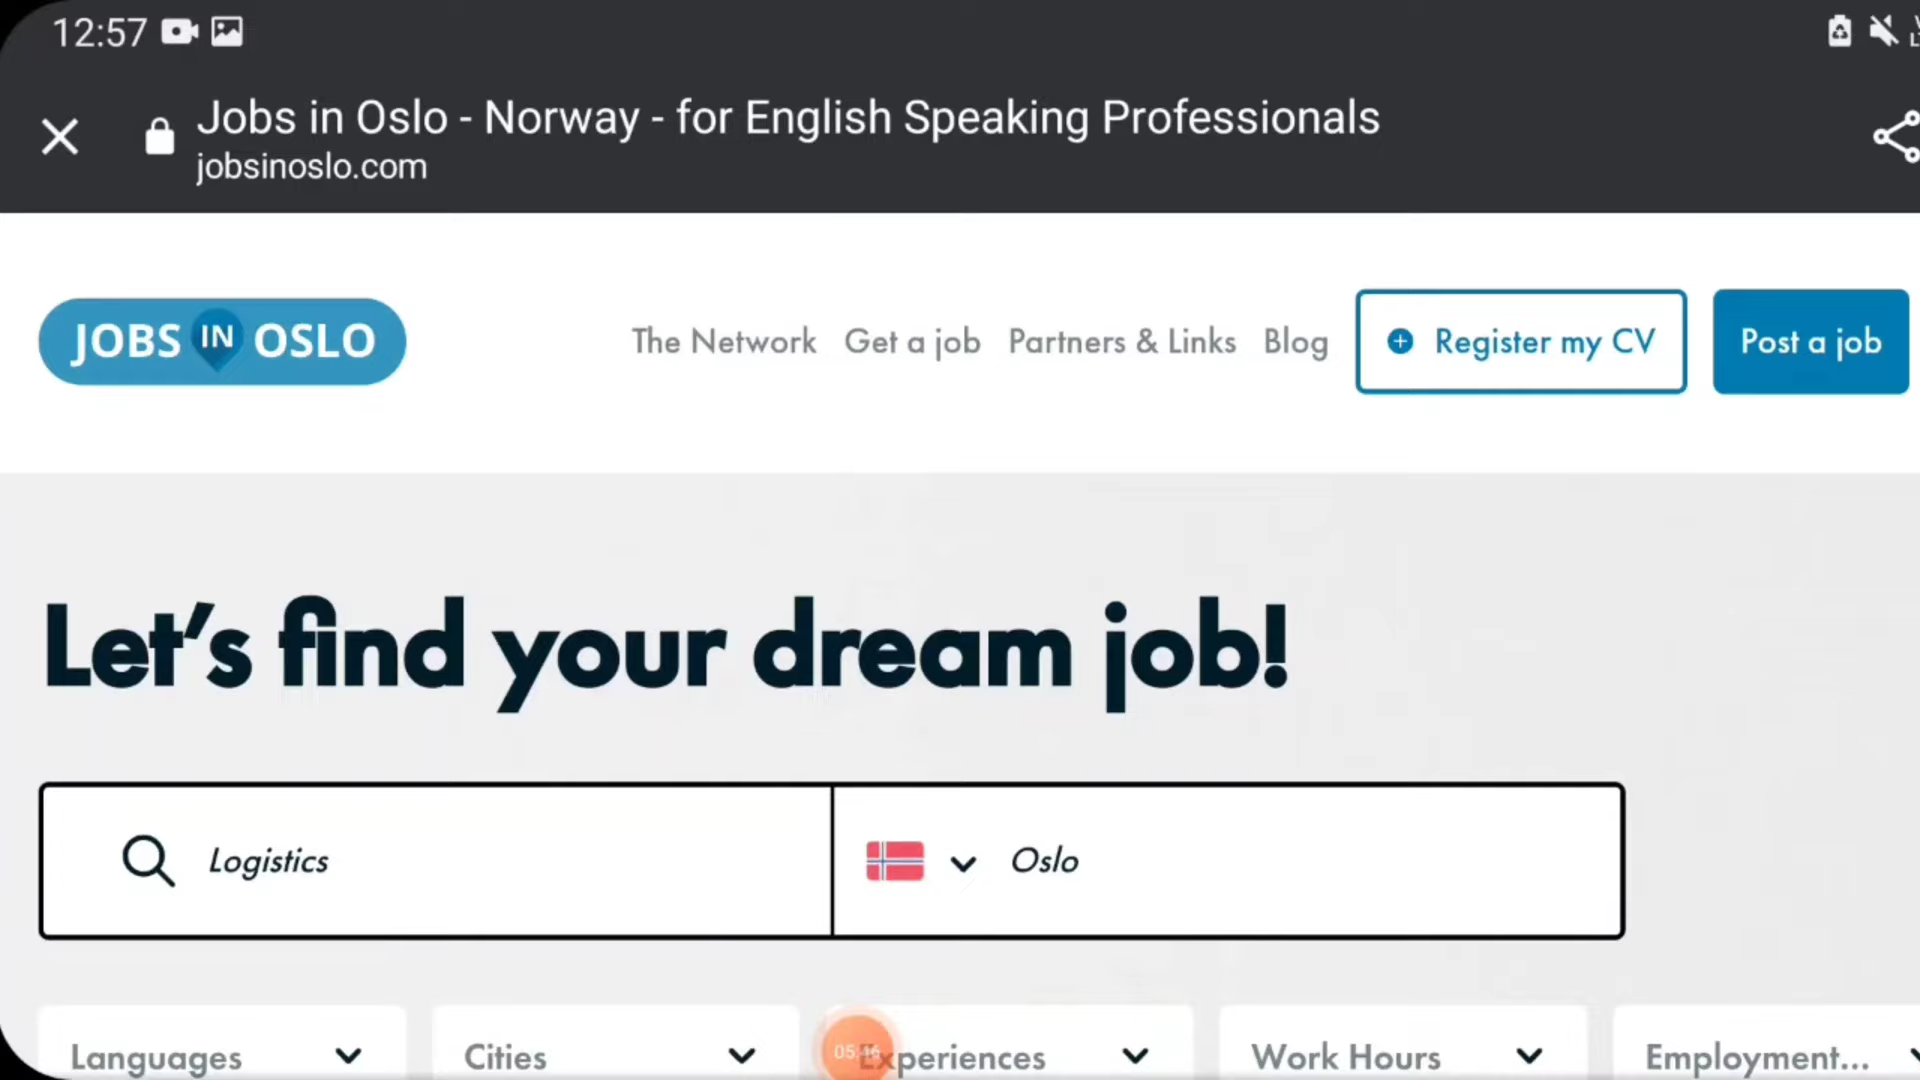 12:57
Jobs in Oslo - Norway - for English Speaking Professionals
jobsinoslo.com
JOBS IN OSLO
The Network Get a job Partners & Links Blog Register my CV Post a job
Let's find your dream job!
Logistics Oslo
Languages Cities Experiences Work Hours Employment...
05:46